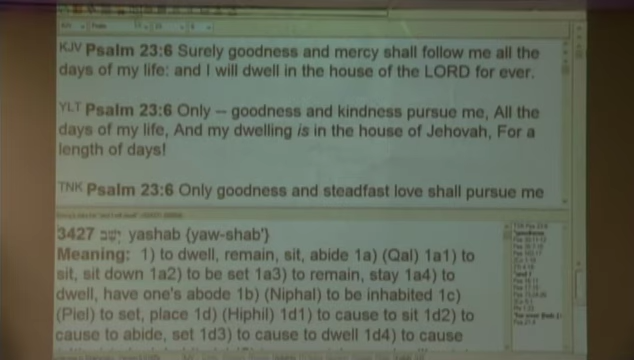 KJV Psalm 23:6 Surely goodness and mercy shall follow me all the
days of my life: and I will dwell in the house of the LORD for ever.
YLT Psalm 23:6 Only -- goodness and kindness pursue me, All the
days of my life, And my dwelling is in the house of Jehovah, For a
length of days!
TNK Psalm 23:6 Only goodness and steadfast love shall pursue me
3427 yashab {yaw-shab'}
Meaning: 1) to dwell, remain, sit, abide 1a) (Qal) 1a1) to
sit, sit down 1a2) to be set 1a3) to remain, stay 1a4) to
dwell, have one's abode 1b) (Niphal) to be inhabited 1c)
(Piel) to set, place 1d) (Hiphil) 1d1) to cause to sit 1d2) to
cause to abide, set 1d3) to cause to dwell 1d4) to cause